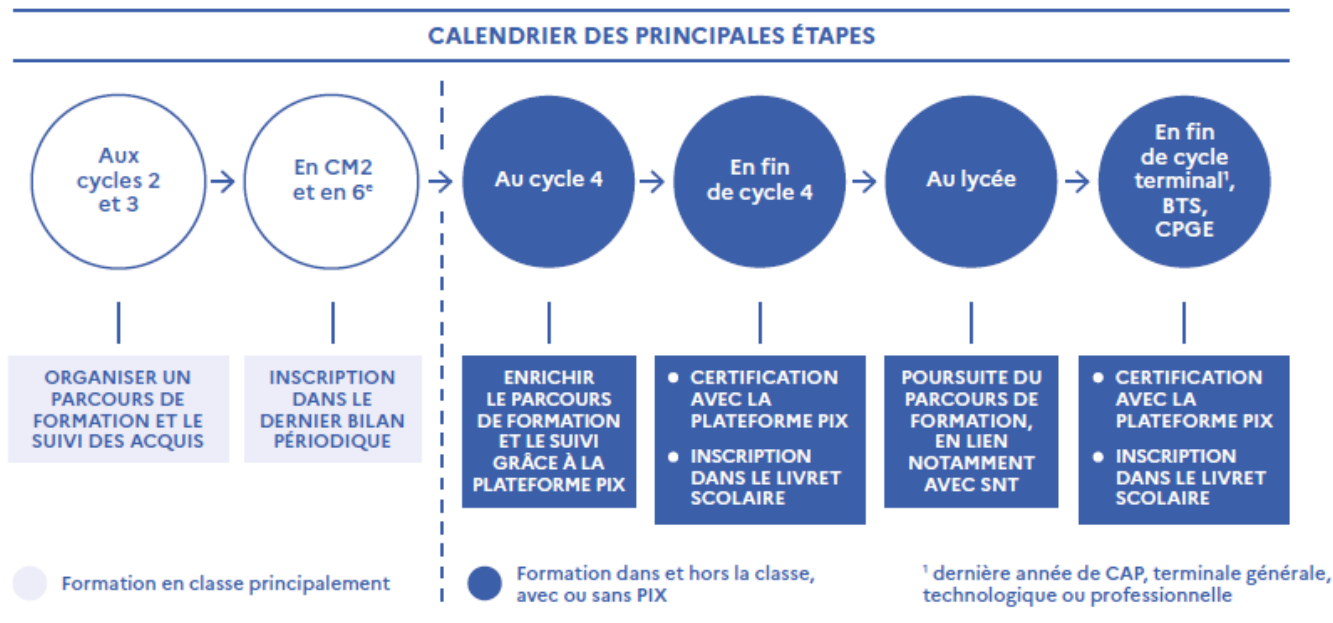 CALENDRIER DES PRINCIPALES ÉTAPES
Aux
cycles 2
et 3
En CM2
et en 6ᵉ
Au cycle 4
En fin
de cycle 4
Au lycée
En fin
de cycle
terminal¹,
BTS,
CPGE
ORGANISER UN
PARCOURS DE
FORMATION ET LE
SUIVI DES ACQUIS
INSCRIPTION
DANS LE
DERNIER BILAN
PÉRIODIQUE
ENRICHIR
LE PARCOURS
DE FORMATION
ET LE SUIVI
GRÂCE À LA
PLATEFORME PIX
• CERTIFICATION
AVEC LA
PLATEFORME PIX
• INSCRIPTION
DANS LE LIVRET
SCOLAIRE
POURSUITE DU
PARCOURS DE
FORMATION,
EN LIEN
NOTAMMENT
AVEC SNT
• CERTIFICATION
AVEC LA
PLATEFORME PIX
• INSCRIPTION
DANS LE LIVRET
SCOLAIRE
Formation en classe principalement
Formation dans et hors la classe,
avec ou sans PIX
¹ dernière année de CAP, terminale générale,
technologique ou professionnelle